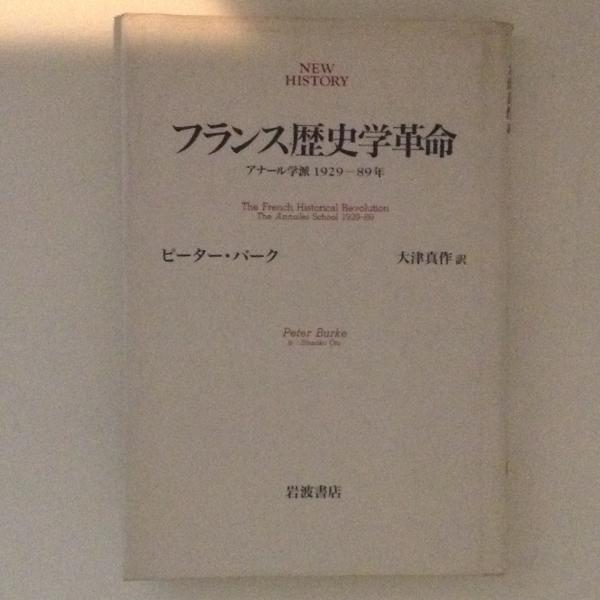 NEW
HISTORY
フランス歴史学革命
アナール学派 1929-89年
The French Historical Revolution
The Annales School 1929-89
ピーター・バーク
大津真作 訳
Peter Burke
岩波書店